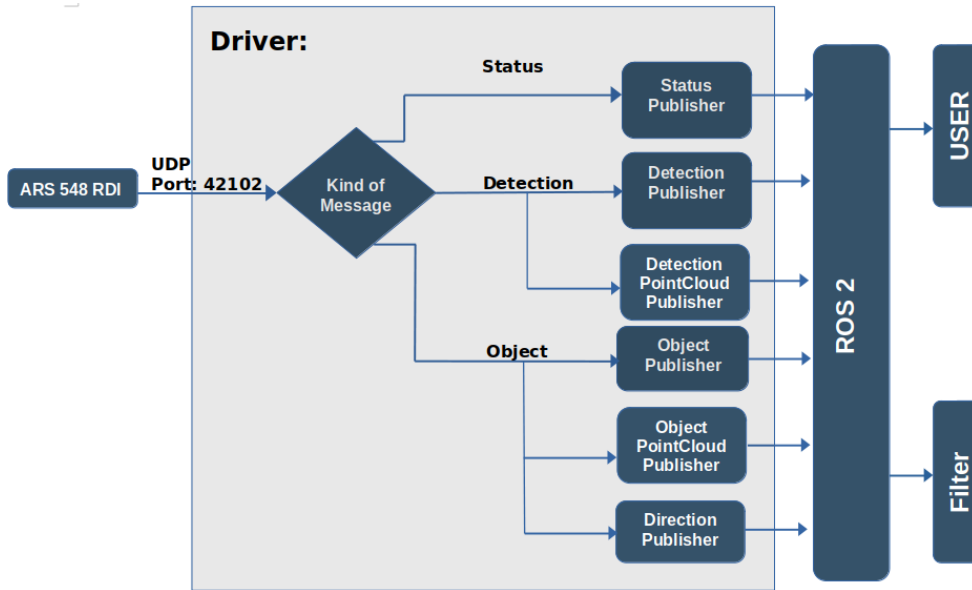 Driver:
Status
Status
Publisher
UDP
Port: 42102
ARS 548 RDI
Kind of
Message
Detection
Detection
Publisher
Detection
PointCloud
Publisher
Object
Object
Publisher
Object
PointCloud
Publisher
Direction
Publisher
ROS 2
USER
Filter